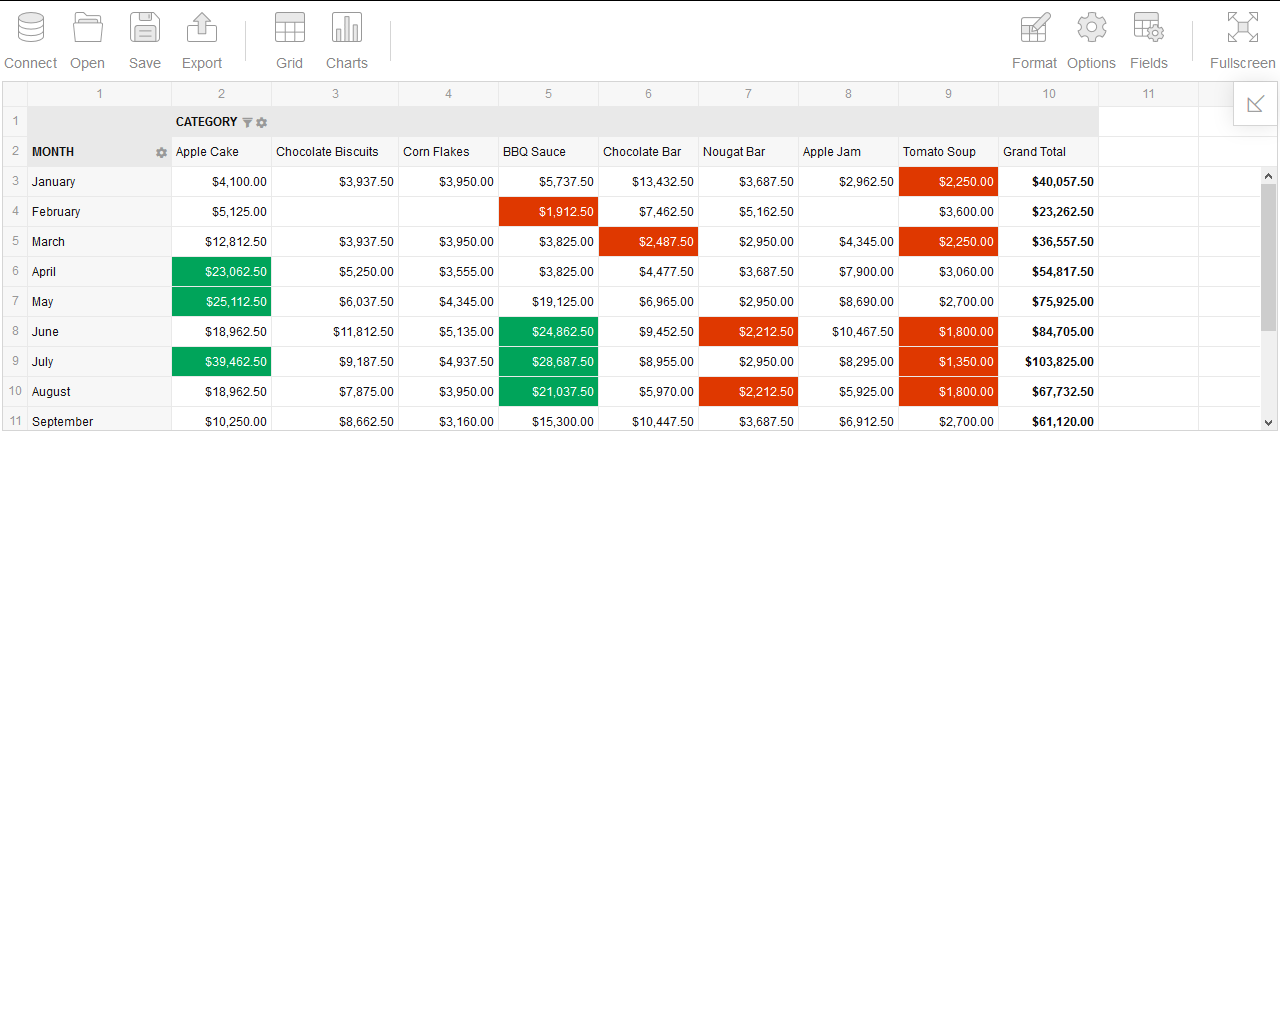 Connect Open Save Export Grid Charts Format Options Fields Fullscreen
1 2 3 4 5 6 7 8 9 10 11
1 CATEGORY
2 MONTH Apple Cake Chocolate Biscuits Corn Flakes BBQ Sauce Chocolate Bar Nougat Bar Apple Jam Tomato Soup Grand Total
3 January $4,100.00 $3,937.50 $3,950.00 $5,737.50 $13,432.50 $3,687.50 $2,962.50 $2,250.00 $40,057.50
4 February $5,125.00 $1,912.50 $7,462.50 $5,162.50 $3,600.00 $23,262.50
5 March $12,812.50 $3,937.50 $3,950.00 $3,825.00 $2,487.50 $2,950.00 $4,345.00 $2,250.00 $36,557.50
6 April $23,062.50 $5,250.00 $3,555.00 $3,825.00 $4,477.50 $3,687.50 $7,900.00 $3,060.00 $54,817.50
7 May $25,112.50 $6,037.50 $4,345.00 $19,125.00 $6,965.00 $2,950.00 $8,690.00 $2,700.00 $75,925.00
8 June $18,962.50 $11,812.50 $5,135.00 $24,862.50 $9,452.50 $2,212.50 $10,467.50 $1,800.00 $84,705.00
9 July $39,462.50 $9,187.50 $4,937.50 $28,687.50 $8,955.00 $2,950.00 $8,295.00 $1,350.00 $103,825.00
10 August $18,962.50 $7,875.00 $3,950.00 $21,037.50 $5,970.00 $2,212.50 $5,925.00 $1,800.00 $67,732.50
11 September $10,250.00 $8,662.50 $3,160.00 $15,300.00 $10,447.50 $3,687.50 $6,912.50 $2,700.00 $61,120.00